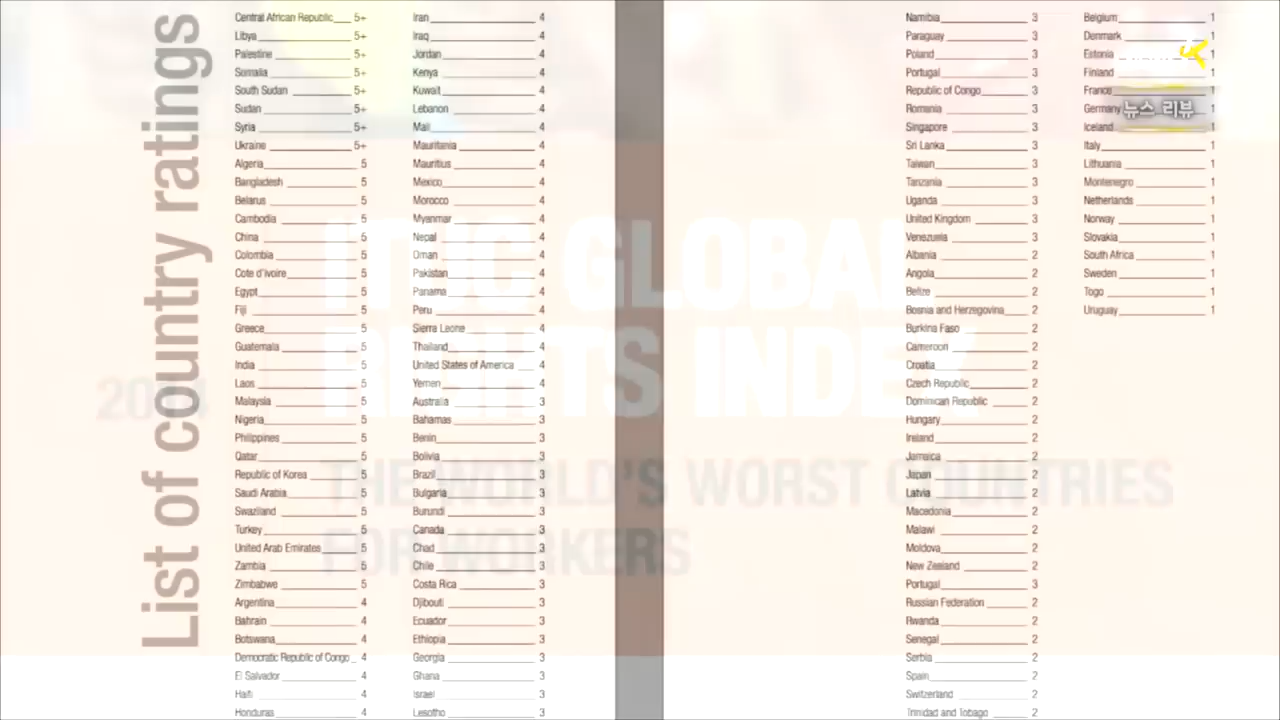 List of country ratings
Central African Republic 5+
Libya 5+
Palestine 5+
Somalia 5+
South Sudan 5+
Sudan 5+
Syria 5+
Ukraine 5+
Algeria 5
Bangladesh 5
Belarus 5
Cambodia 5
China 5
Colombia 5
Cote d'Ivoire 5
Egypt 5
Fiji 5
Greece 5
Guatemala 5
India 5
Laos 5
Malaysia 5
Nigeria 5
Philippines 5
Qatar 5
Republic of Korea 5
Saudi Arabia 5
Swaziland 5
Turkey 5
United Arab Emirates 5
Zambia 5
Zimbabwe 5
Argentina 4
Bahrain 4
Botswana 4
Democratic Republic of Congo 4
El Salvador 4
Haiti 4
Honduras 4
Iran 4
Iraq 4
Jordan 4
Kenya 4
Kuwait 4
Lebanon 4
Mali 4
Mauritania 4
Mauritius 4
Mexico 4
Morocco 4
Myanmar 4
Nepal 4
Oman 4
Pakistan 4
Panama 4
Peru 4
Sierra Leone 4
Thailand 4
United States of America 4
Yemen 4
Australia 3
Bahamas 3
Benin 3
Bolivia 3
Brazil 3
Bulgaria 3
Burundi 3
Canada 3
Chad 3
Chile 3
Costa Rica 3
Djibouti 3
Ecuador 3
Ethiopia 3
Georgia 3
Ghana 3
Israel 3
Lesotho 3
Namibia 3
Paraguay 3
Poland 3
Portugal 3
Republic of Congo 3
Romania 3
Singapore 3
Sri Lanka 3
Taiwan 3
Tanzania 3
Uganda 3
United Kingdom 3
Venezuela 3
Albania 2
Angola 2
Belize 2
Bosnia and Herzegovina 2
Burkina Faso 2
Cameroon 2
Croatia 2
Czech Republic 2
Dominican Republic 2
Hungary 2
Ireland 2
Jamaica 2
Japan 2
Latvia 2
Macedonia 2
Malawi 2
Moldova 2
New Zealand 2
Portugal 3
Russian Federation 2
Rwanda 2
Senegal 2
Serbia 2
Spain 2
Switzerland 2
Trinidad and Tobago 2
Belgium 1
Denmark 1
Estonia 1
Finland 1
France 1
Germany 1
Iceland 1
Italy 1
Lithuania 1
Montenegro 1
Netherlands 1
Norway 1
Slovakia 1
South Africa 1
Sweden 1
Togo 1
Uruguay 1
뉴스 리뷰
GLOBAL
THE WORLD'S WORST COUNTRIES
FOR WORKERS